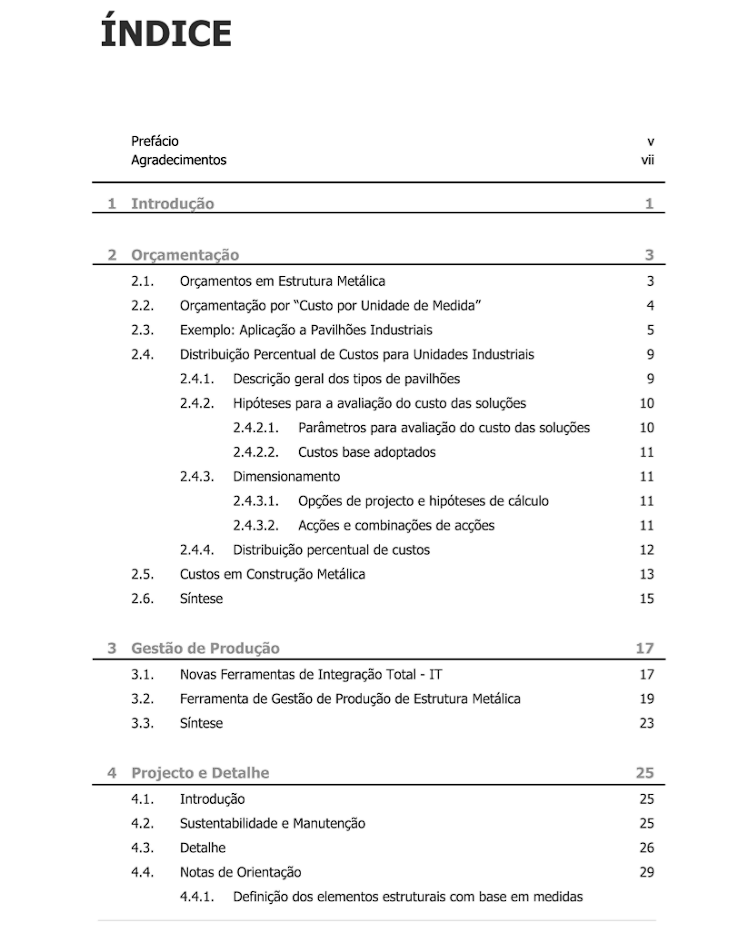 ÍNDICE
Prefácio v
Agradecimentos vii
1 Introdução 1
2 Orçamentação 3
2.1. Orçamentos em Estrutura Metálica 3
2.2. Orçamentação por “Custo por Unidade de Medida” 4
2.3. Exemplo: Aplicação a Pavilhões Industriais 5
2.4. Distribuição Percentual de Custos para Unidades Industriais 9
2.4.1. Descrição geral dos tipos de pavilhões 9
2.4.2. Hipóteses para a avaliação do custo das soluções 10
2.4.2.1. Parâmetros para avaliação do custo das soluções 10
2.4.2.2. Custos base adoptados 11
2.4.3. Dimensionamento 11
2.4.3.1. Opções de projecto e hipóteses de cálculo 11
2.4.3.2. Acções e combinações de acções 11
2.4.4. Distribuição percentual de custos 12
2.5. Custos em Construção Metálica 13
2.6. Síntese 15
3 Gestão de Produção 17
3.1. Novas Ferramentas de Integração Total - IT 17
3.2. Ferramenta de Gestão de Produção de Estrutura Metálica 19
3.3. Síntese 23
4 Projecto e Detalhe 25
4.1. Introdução 25
4.2. Sustentabilidade e Manutenção 25
4.3. Detalhe 26
4.4. Notas de Orientação 29
4.4.1. Definição dos elementos estruturais com base em medidas